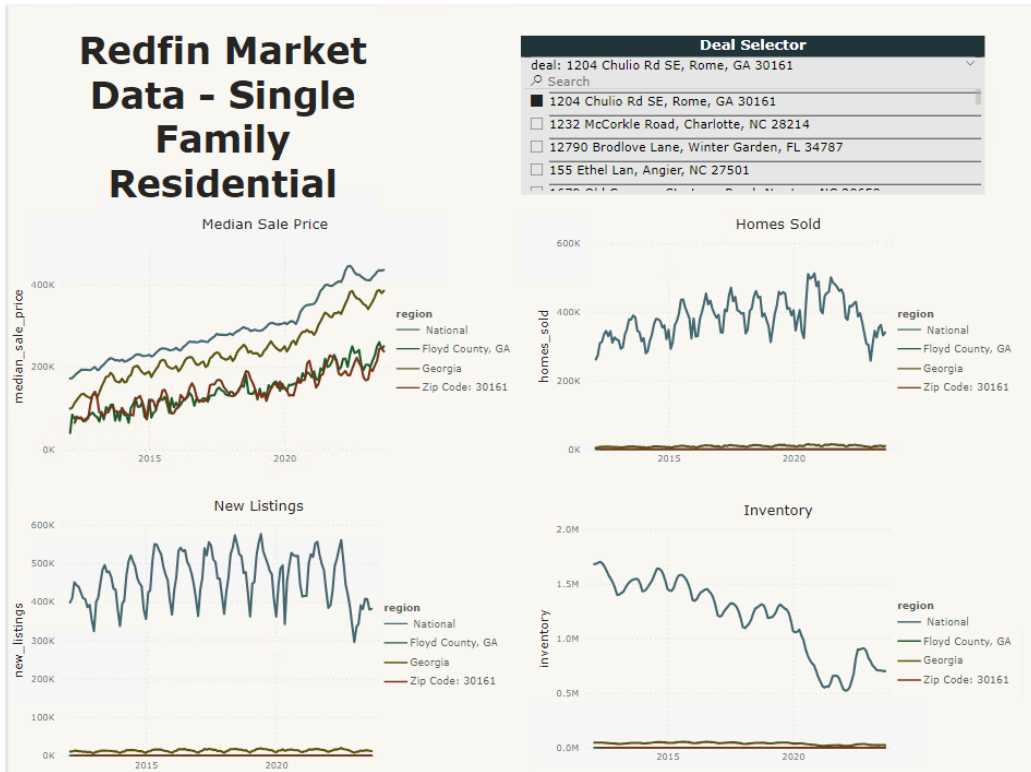 Redfin Market
Data - Single
Family
Residential
Deal Selector
deal: 1204 Chulio Rd SE, Rome, GA 30161
Search
1204 Chulio Rd SE, Rome, GA 30161
1232 McCorkle Road, Charlotte, NC 28214
12790 Brodlove Lane, Winter Garden, FL 34787
155 Ethel Lan, Angier, NC 27501
Median Sale Price
median_sale_price
400K
200K
0K
2015
2020
region
National
Floyd County, GA
Georgia
Zip Code: 30161
Homes Sold
homes_sold
600K
400K
200K
0K
2015
2020
region
National
Floyd County, GA
Georgia
Zip Code: 30161
New Listings
new_listings
600K
500K
400K
300K
200K
100K
0K
2015
2020
region
National
Floyd County, GA
Georgia
Zip Code: 30161
Inventory
inventory
2.0M
1.5M
1.0M
0.5M
0.0M
2015
2020
region
National
Floyd County, GA
Georgia
Zip Code: 30161